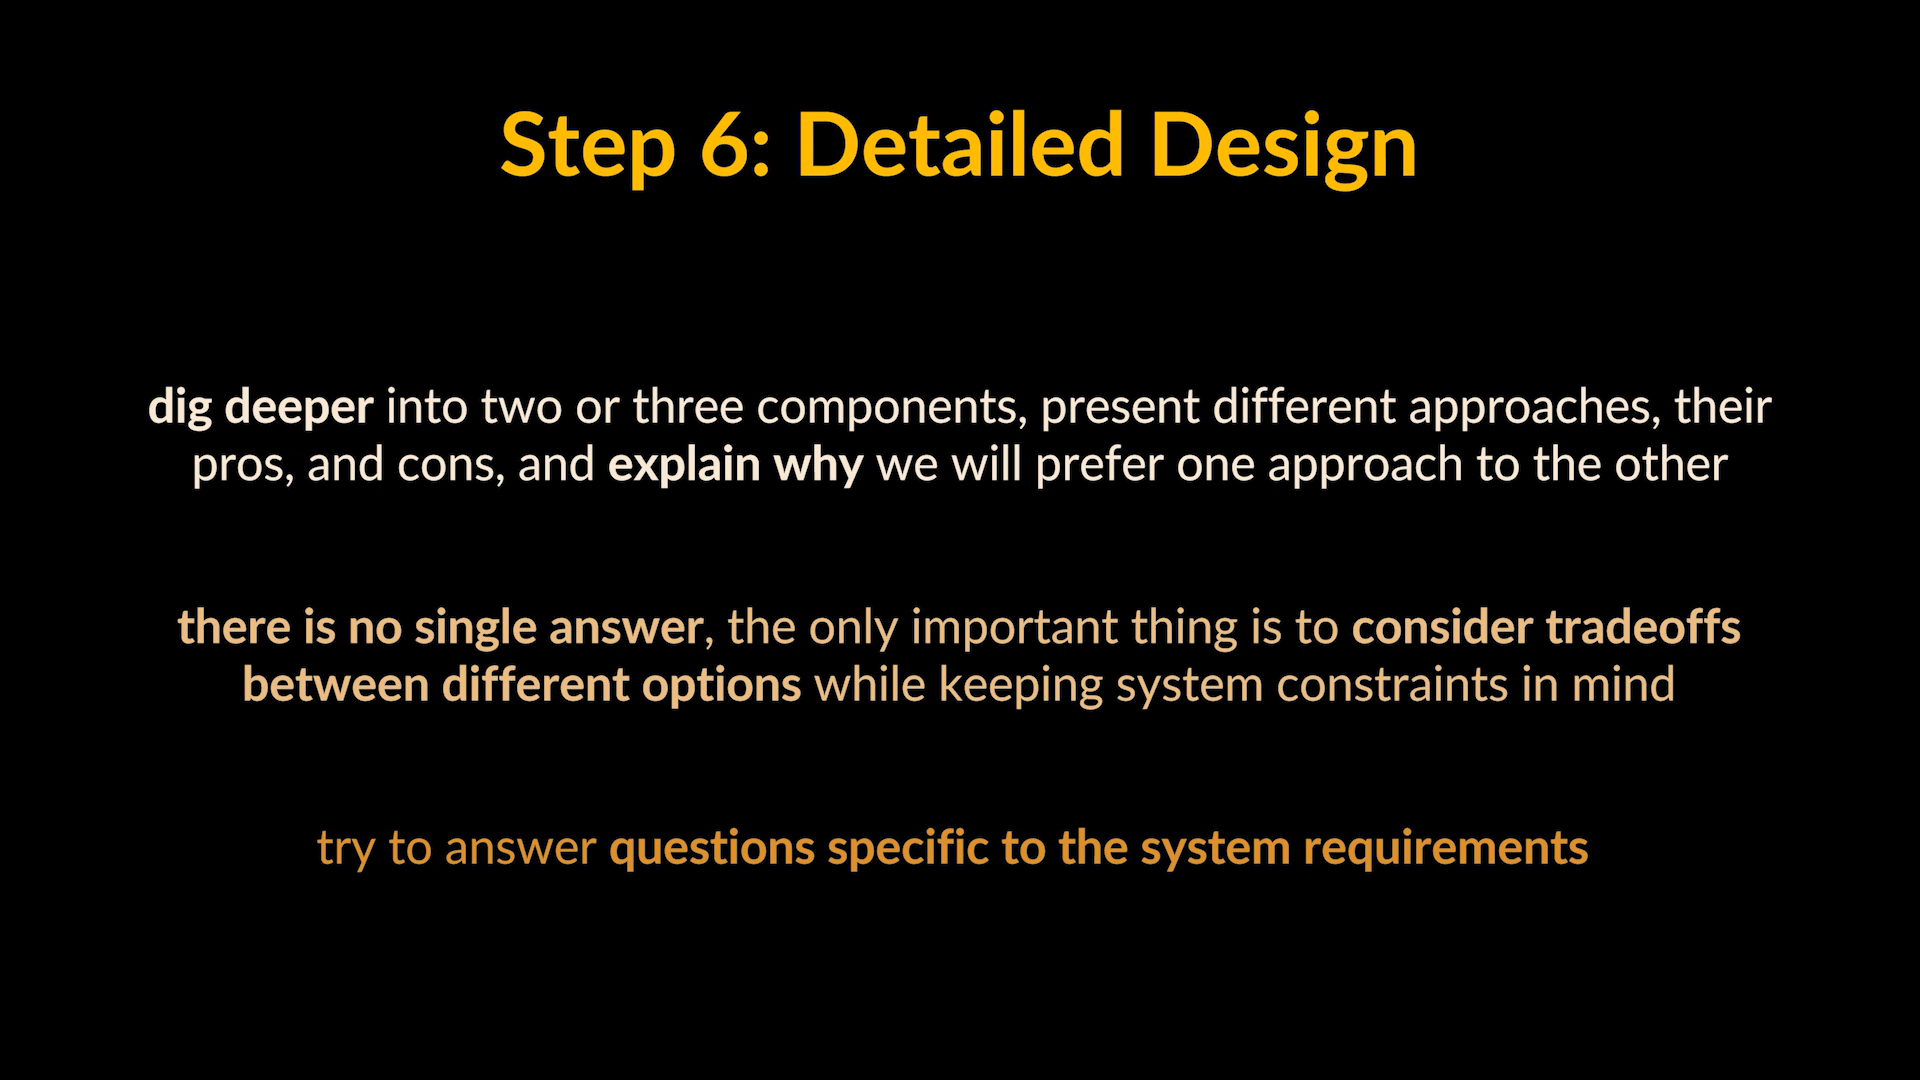 Step 6: Detailed Design
dig deeper into two or three components, present different approaches, their
pros, and cons, and explain why we will prefer one approach to the other
there is no single answer, the only important thing is to consider tradeoffs
between different options while keeping system constraints in mind
try to answer questions specific to the system requirements